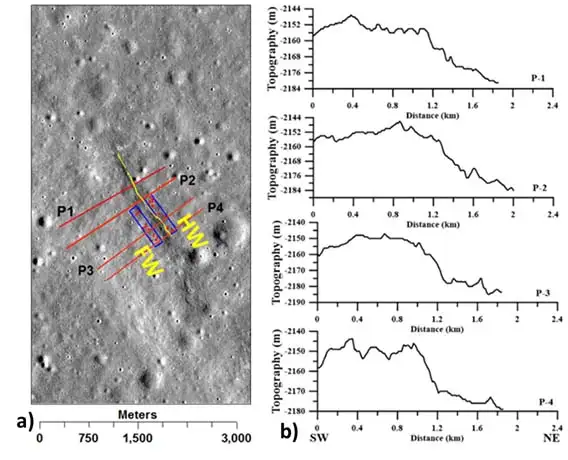 a)
P1
P2
P4
P3
HW
FW
Meters
0 750 1,500 3,000
b)
Topography (m)
-2144
-2152
-2160
-2168
-2176
-2184
0 0.4 0.8 1.2 1.6 2 2.4
Distance (km)
P-1
Topography (m)
-2144
-2152
-2160
-2168
-2176
-2184
0 0.4 0.8 1.2 1.6 2 2.4
Distance (km)
P-2
Topography (m)
-2140
-2150
-2160
-2170
-2180
-2190
0 0.4 0.8 1.2 1.6 2 2.4
Distance (km)
P-3
Topography (m)
-2140
-2150
-2160
-2170
-2180
0 0.4 0.8 1.2 1.6 2 2.4
Distance (km)
P-4
SW
NE